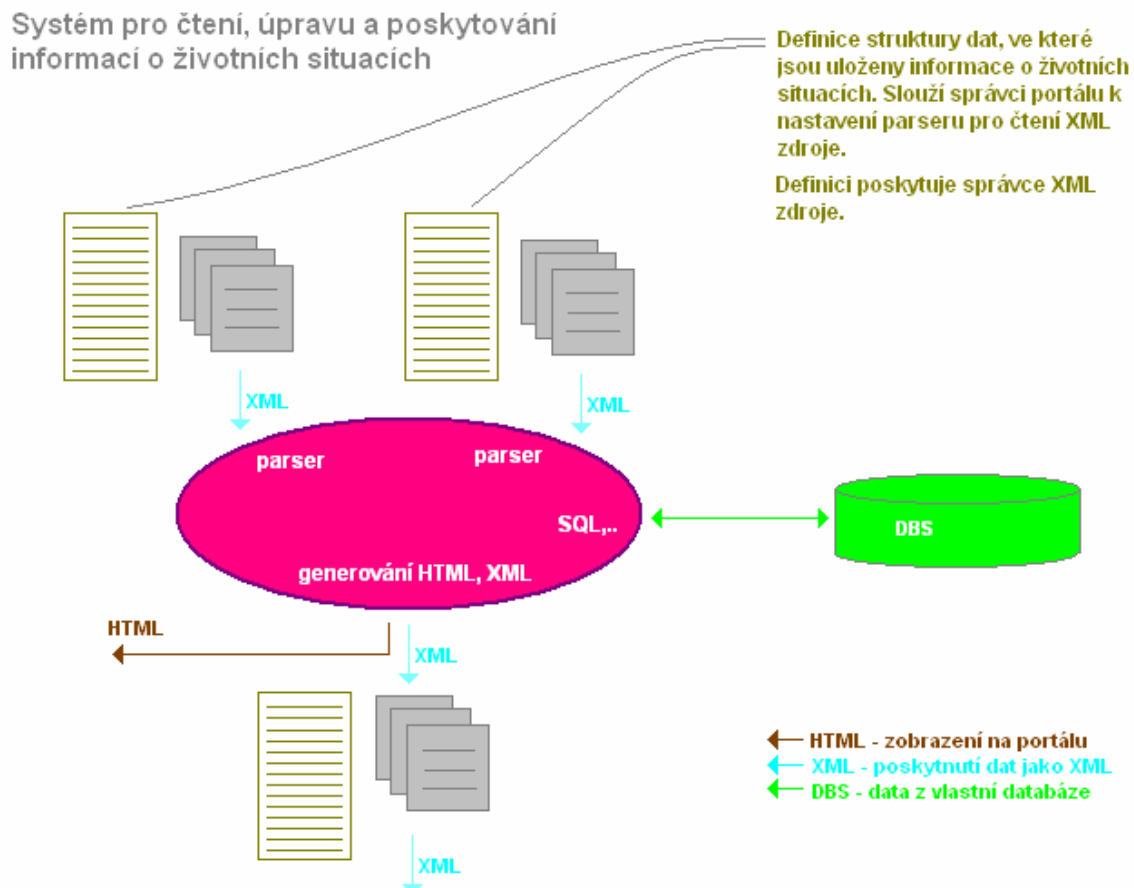 Systém pro čtení, úpravu a poskytování
informací o životních situacích
Definice struktury dat, ve které
jsou uloženy informace o životních
situacích. Slouží správci portálu k
nastavení parseru pro čtení XML
zdroje.
Definici poskytuje správce XML
zdroje.
XML
XML
parser
parser
SQL,..
DBS
generování HTML, XML
HTML
XML
HTML - zobrazení na portálu
XML - poskytnutí dat jako XML
DBS - data z vlastní databáze
XML